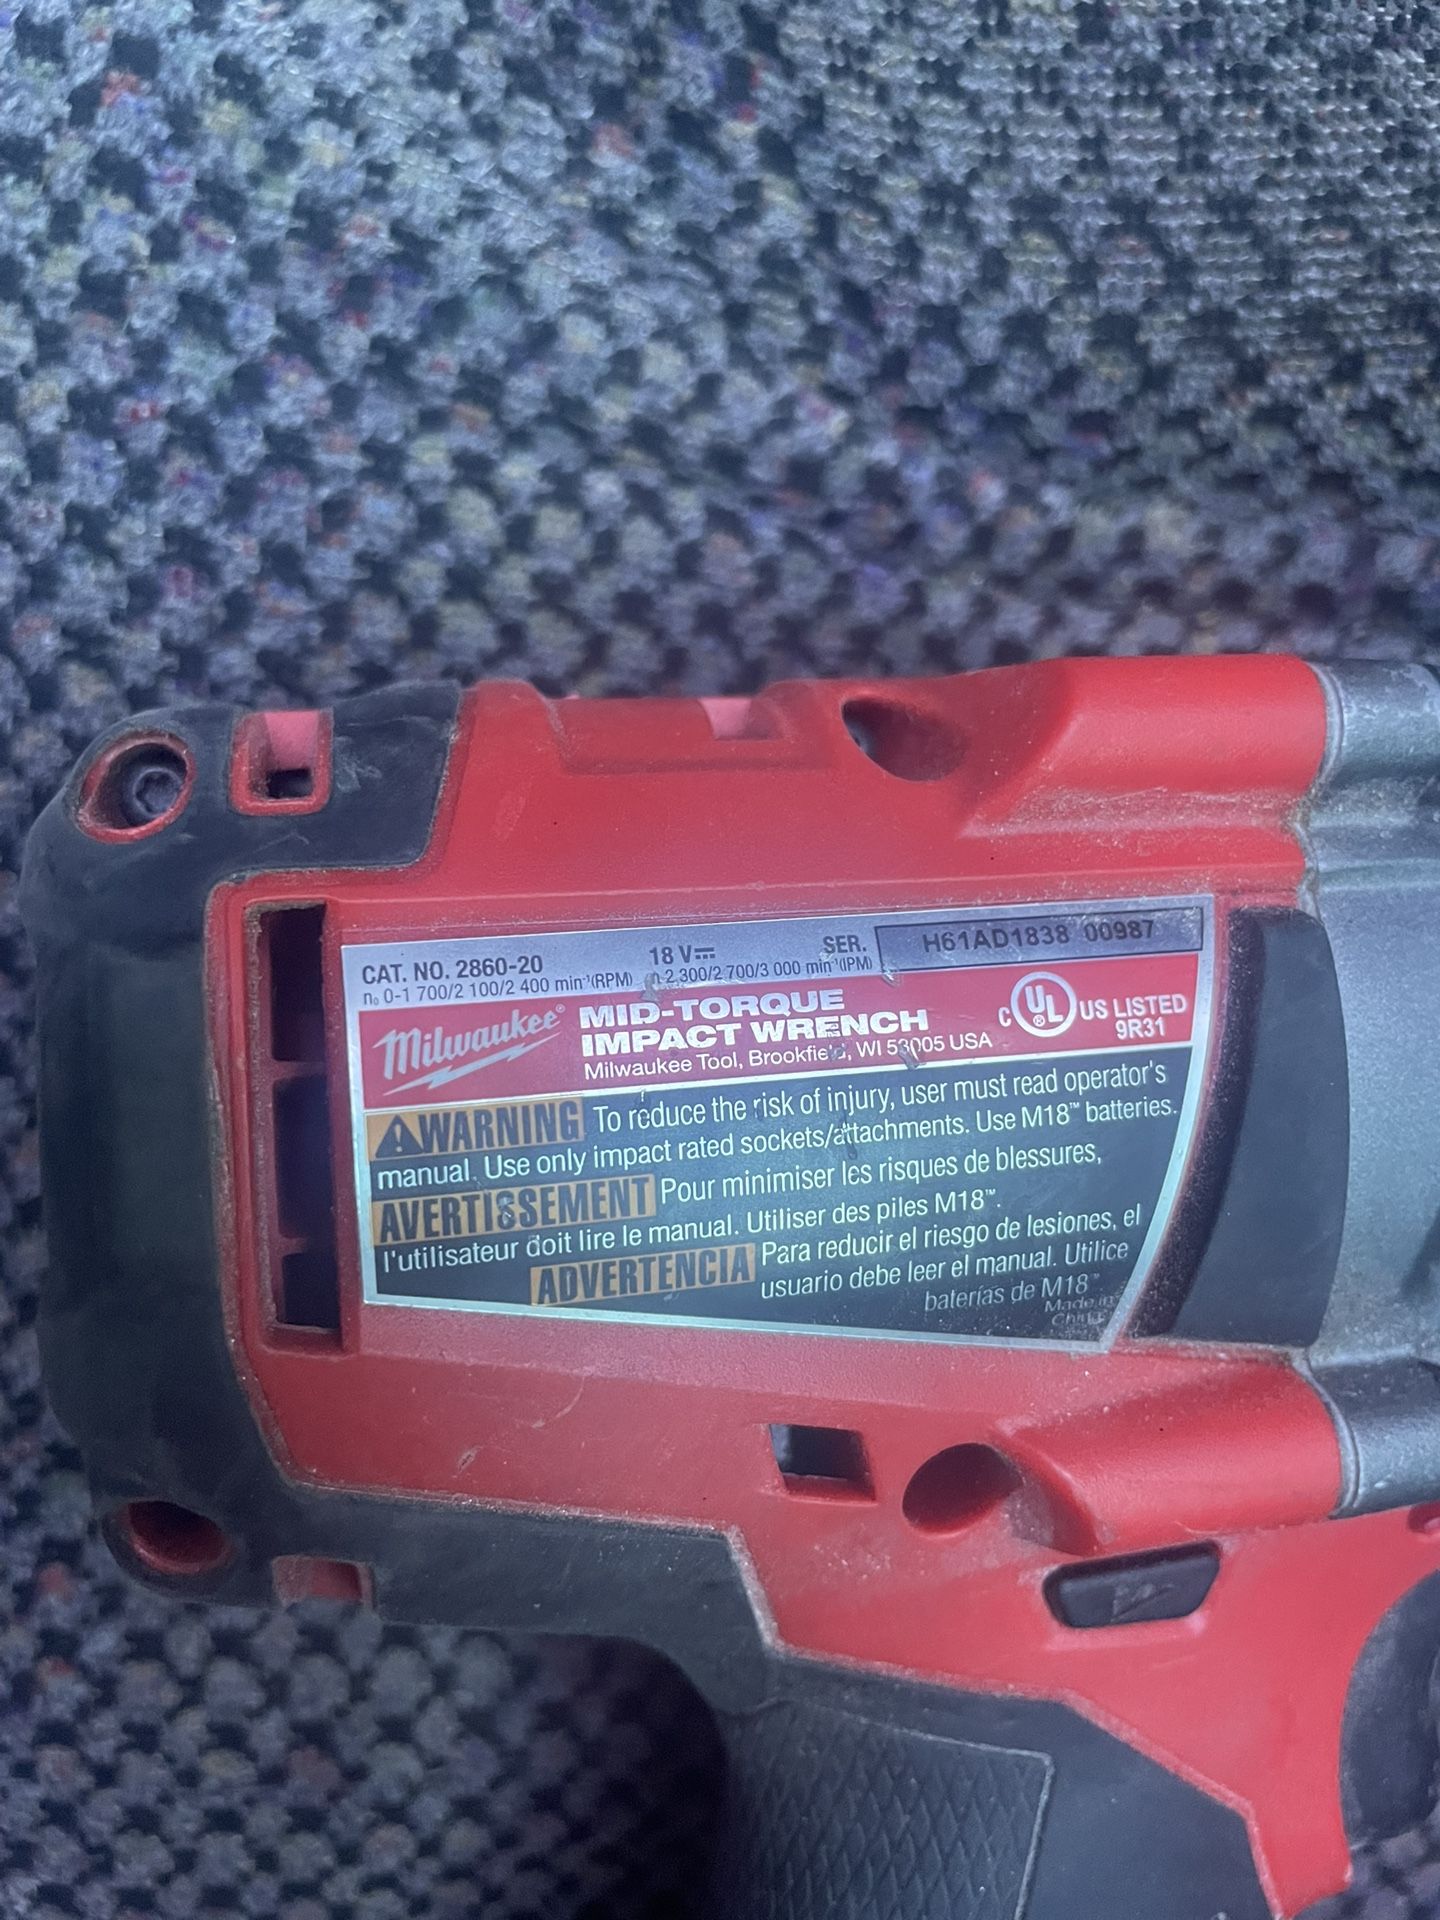 CAT. NO. 2860-20 18 V⎓ SER. H61AD1838 00987
n₀ 0-1 700/2 100/2 400 min⁻¹(RPM) 2 300/2 700/3 000 min⁻¹(IPM)
Milwaukee® MID-TORQUE
IMPACT WRENCH
Milwaukee Tool, Brookfield, WI 53005 USA
C UL® US LISTED
9R31
⚠WARNING To reduce the risk of injury, user must read operator's
manual. Use only impact rated sockets/attachments. Use M18™ batteries.
AVERTISSEMENT Pour minimiser les risques de blessures,
l'utilisateur doit lire le manual. Utiliser des piles M18™.
ADVERTENCIA Para reducir el riesgo de lesiones, el
usuario debe leer el manual. Utilice
baterías de M18™
Made in
China